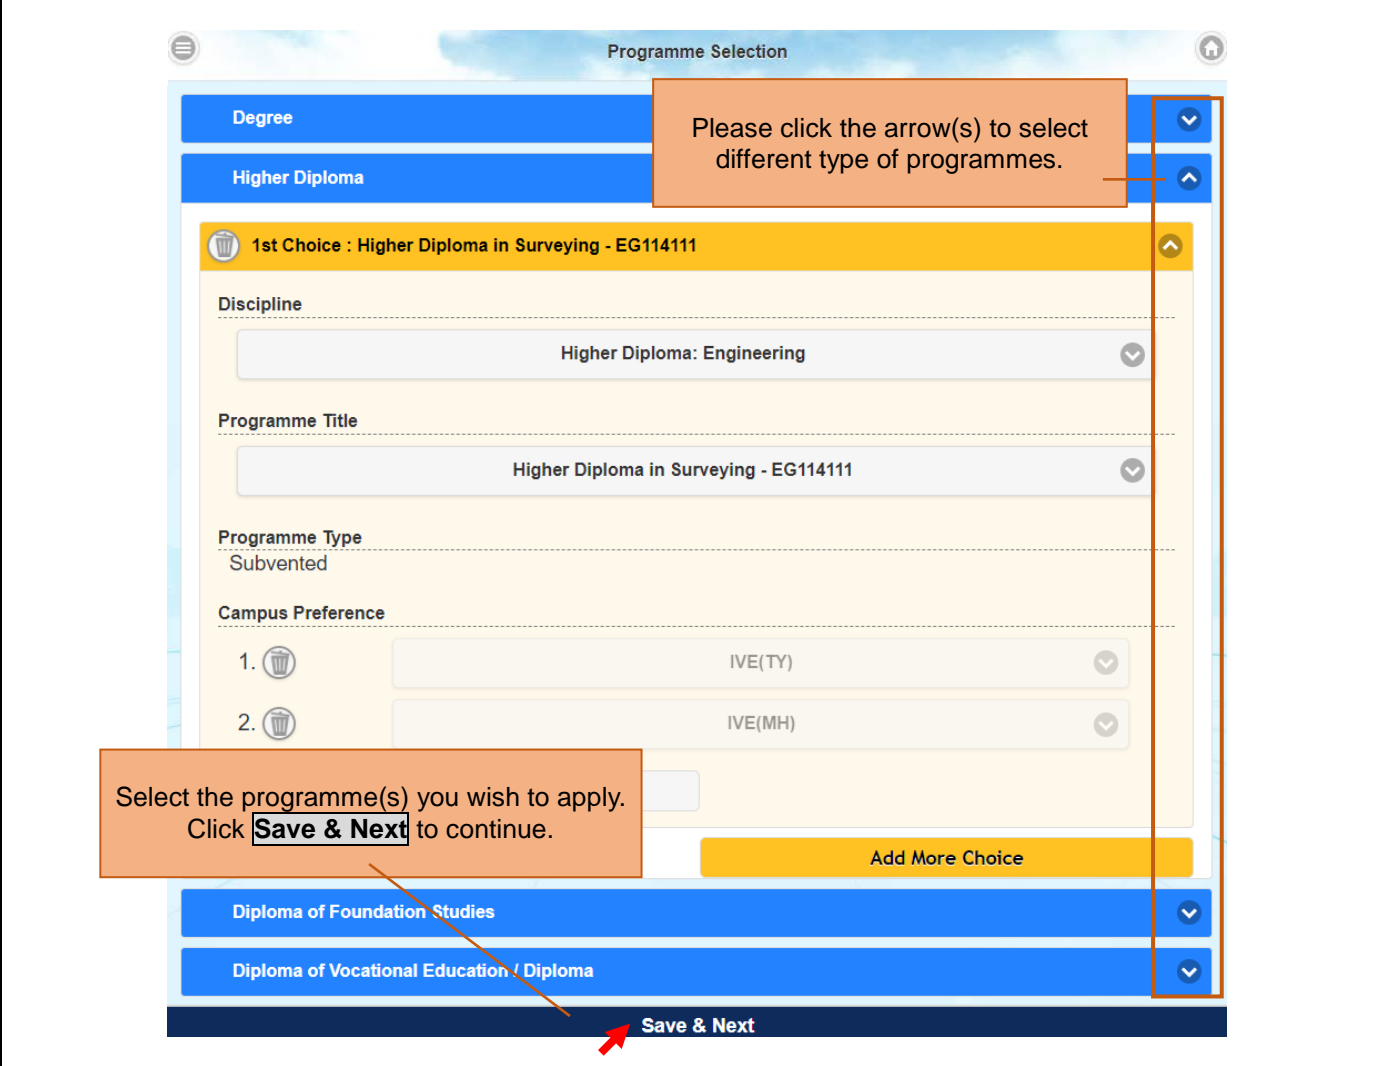 Programme Selection
Degree
Please click the arrow(s) to select
different type of programmes.
Higher Diploma
1st Choice : Higher Diploma in Surveying - EG114111
Discipline
Higher Diploma: Engineering
Programme Title
Higher Diploma in Surveying - EG114111
Programme Type
Subvented
Campus Preference
1.
IVE(TY)
2.
IVE(MH)
Select the programme(s) you wish to apply.
Click Save & Next to continue.
Add More Choice
Diploma of Foundation Studies
Diploma of Vocational Education / Diploma
Save & Next